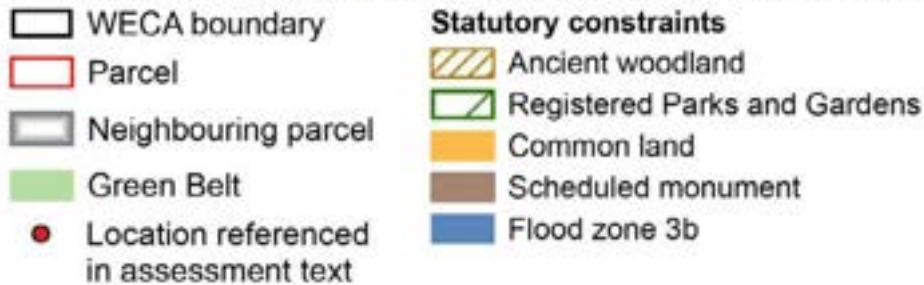 WECA boundary
Parcel
Neighbouring parcel
Green Belt
Location referenced
in assessment text
Statutory constraints
Ancient woodland
Registered Parks and Gardens
Common land
Scheduled monument
Flood zone 3b